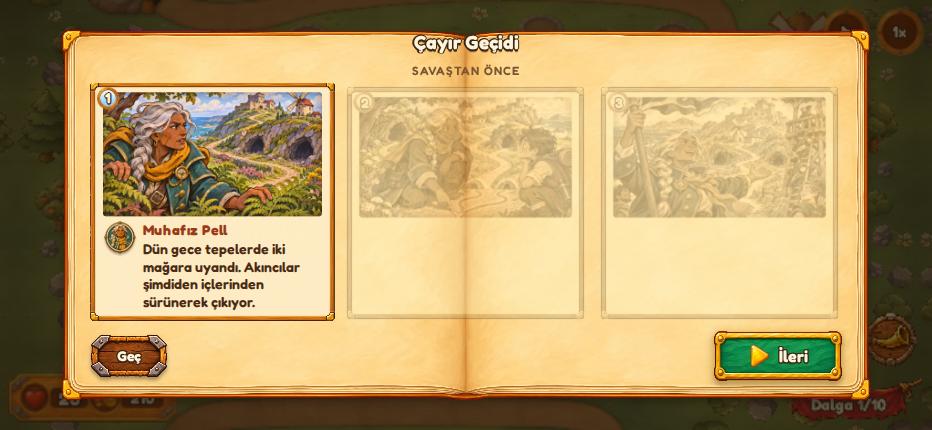 Çayır Geçidi
SAVAŞTAN ÖNCE
1x
1
2
3
Muhafız Pell
Dün gece tepelerde iki
mağara uyandı. Akıncılar
şimdiden içlerinden
sürünerek çıkıyor.
Geç
İleri
Dalga 1/10